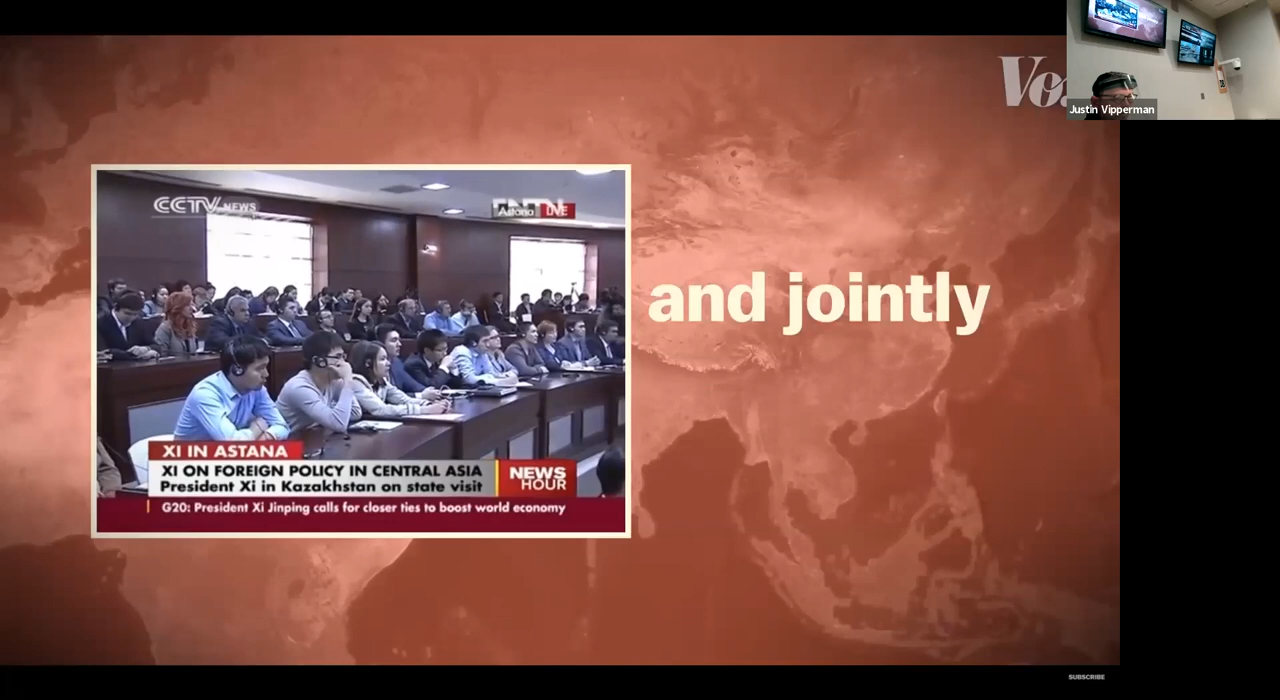 Vo
Justin Vipperman
CCTV NEWS
Astana LIVE
and jointly
XI IN ASTANA
XI ON FOREIGN POLICY IN CENTRAL ASIA
President Xi in Kazakhstan on state visit
NEWS
HOUR
G20: President Xi Jinping calls for closer ties to boost world economy
SUBSCRIBE